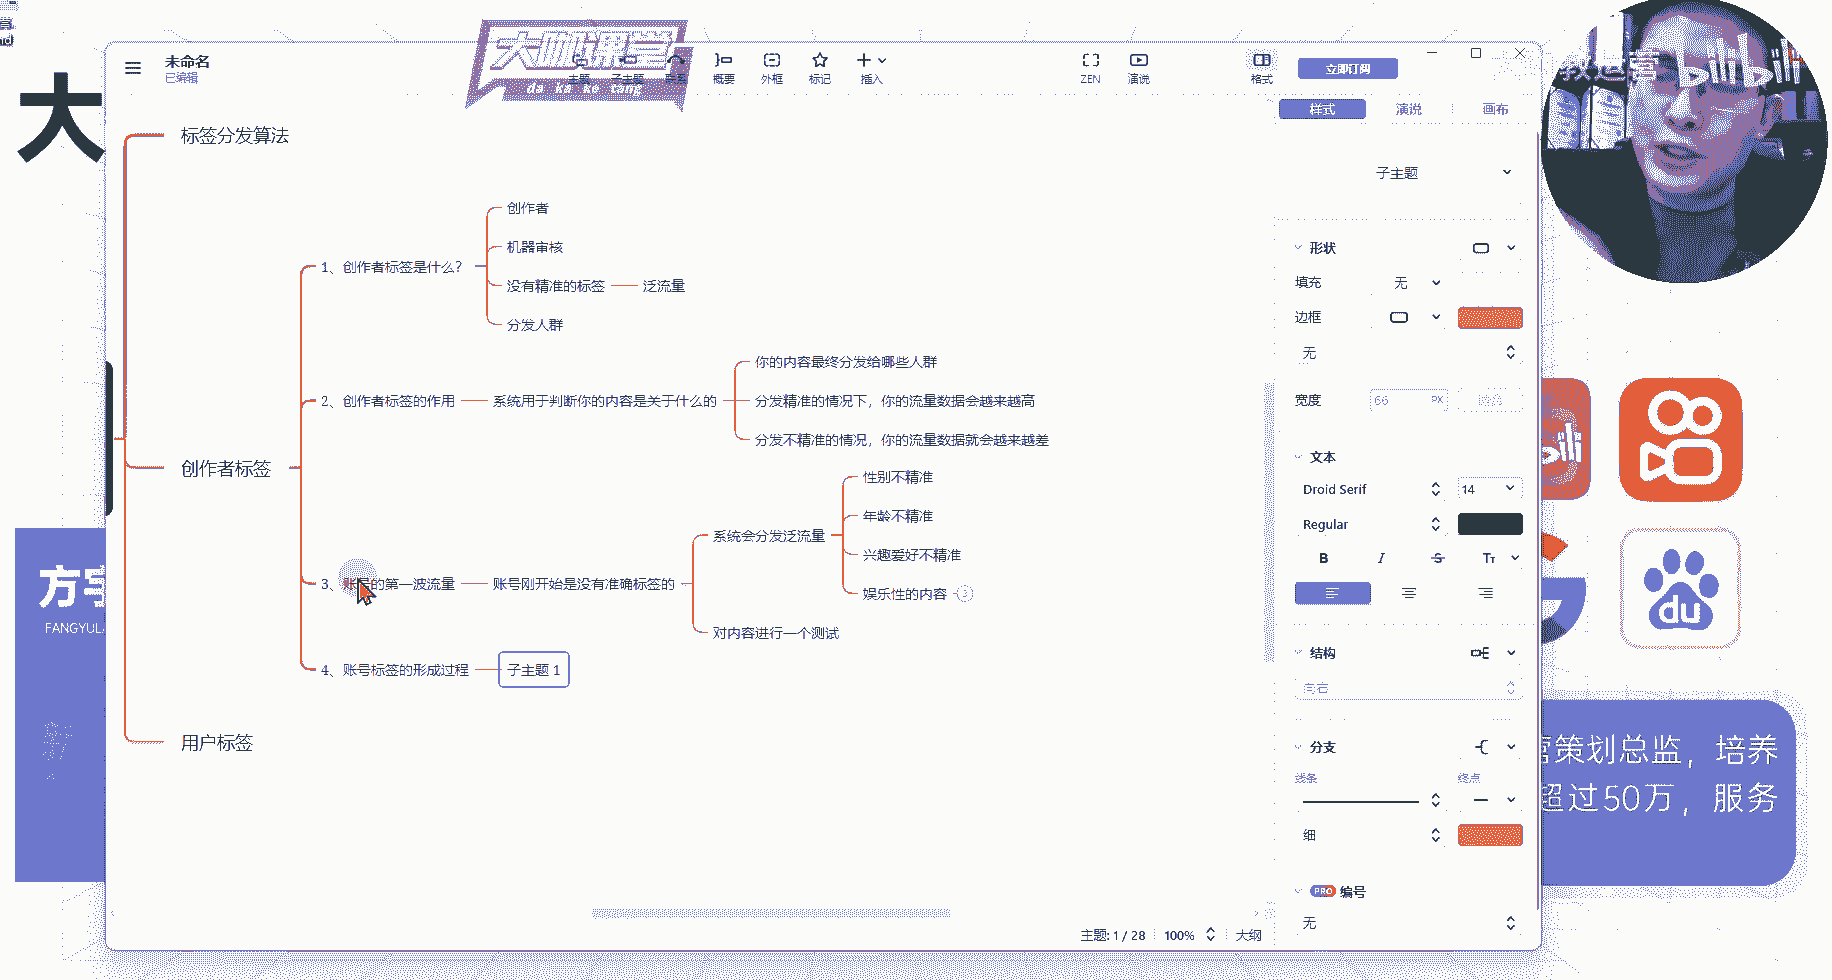 大
大咖课堂
da ka ke tang
bilibili
未命名
已编辑
主题
子主题
联系
概要
外框
标记
插入
ZEN
演说
格式
立即订阅
样式
演说
画布
标签分发算法
创作者标签
1、创作者标签是什么？
创作者
机器审核
没有精准的标签
泛流量
分发人群
2、创作者标签的作用
系统用于判断你的内容是关于什么的
你的内容最终分发给哪些人群
分发精准的情况下，你的流量数据会越来越高
分发不精准的情况，你的流量数据就会越来越差
3、账号的第一波流量
账号刚开始是没有准确标签的
系统会分发泛流量
性别不精准
年龄不精准
兴趣爱好不精准
娱乐性的内容
3
对内容进行一个测试
4、账号标签的形成过程
子主题 1
用户标签
子主题
形状
填充
无
边框
无
宽度
66
PX
文本
Droid Serif
14
Regular
B
I
S
Tт
结构
向右
分支
线条
终点
细
PRO 编号
无
主题: 1 / 28
100%
大纲
方宇
FANGYU
du
营策划总监，培养
超过50万，服务